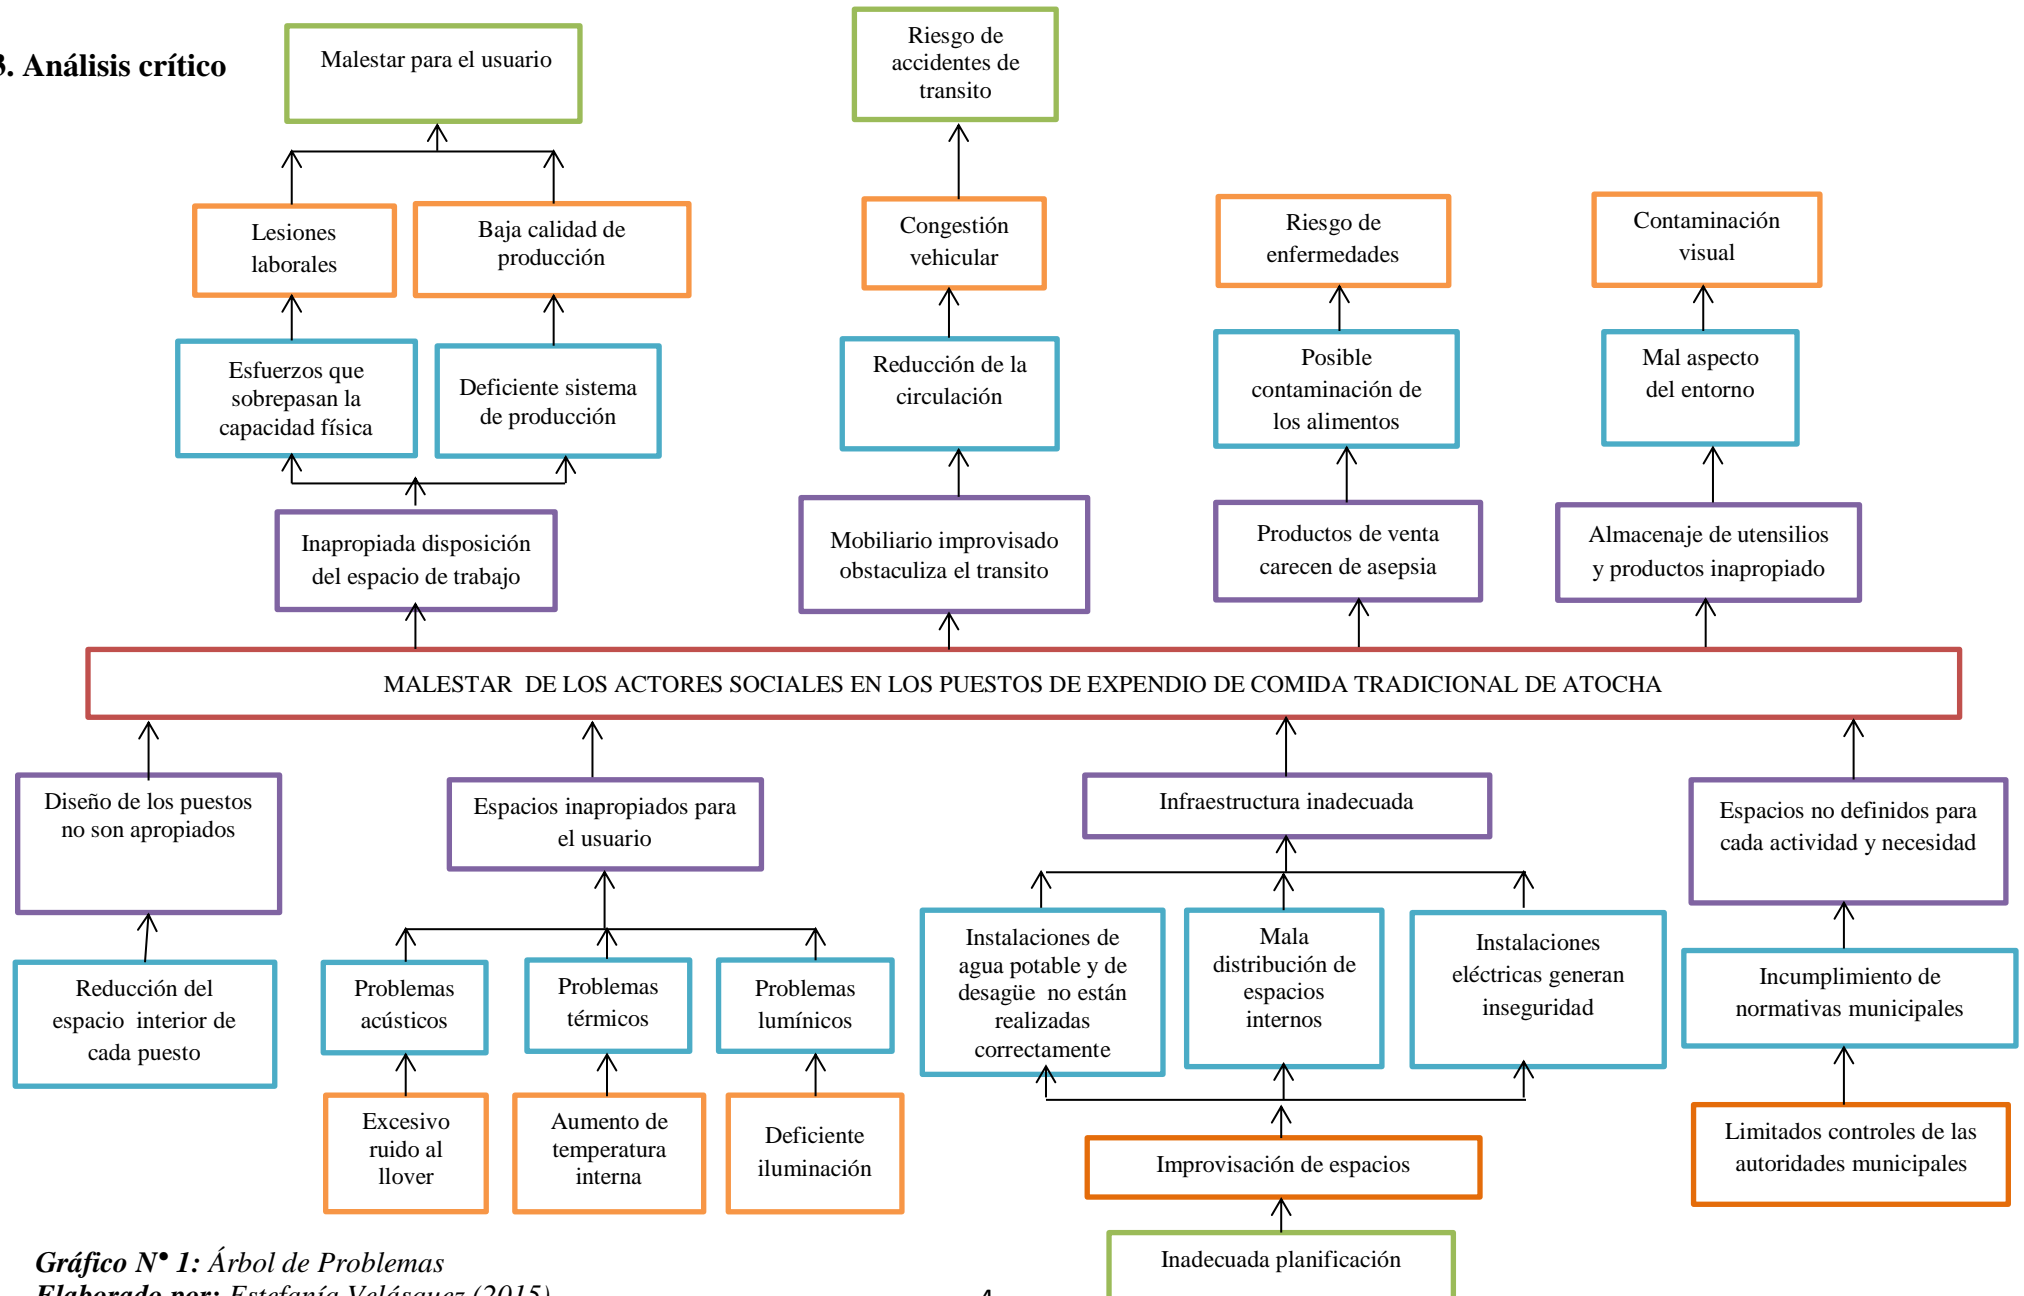 3. Análisis crítico
Malestar para el usuario
Riesgo de
accidentes de
transito
Lesiones
laborales
Baja calidad de
producción
Congestión
vehicular
Riesgo de
enfermedades
Contaminación
visual
Esfuerzos que
sobrepasan la
capacidad física
Deficiente sistema
de producción
Reducción de la
circulación
Posible
contaminación de
los alimentos
Mal aspecto
del entorno
Inapropiada disposición
del espacio de trabajo
Mobiliario improvisado
obstaculiza el transito
Productos de venta
carecen de asepsia
Almacenaje de utensilios
y productos inapropiado
MALESTAR DE LOS ACTORES SOCIALES EN LOS PUESTOS DE EXPENDIO DE COMIDA TRADICIONAL DE ATOCHA
Diseño de los puestos
no son apropiados
Espacios inapropiados para
el usuario
Infraestructura inadecuada
Espacios no definidos para
cada actividad y necesidad
Reducción del
espacio interior de
cada puesto
Problemas
acústicos
Problemas
térmicos
Problemas
lumínicos
Instalaciones de
agua potable y de
desagüe no están
realizadas
correctamente
Mala
distribución de
espacios
internos
Instalaciones
eléctricas generan
inseguridad
Incumplimiento de
normativas municipales
Excesivo
ruido al
llover
Aumento de
temperatura
interna
Deficiente
iluminación
Improvisación de espacios
Limitados controles de las
autoridades municipales
Inadecuada planificación
Gráfico N° 1: Árbol de Problemas
Elaborado por: Estefanía Velásquez (2015)